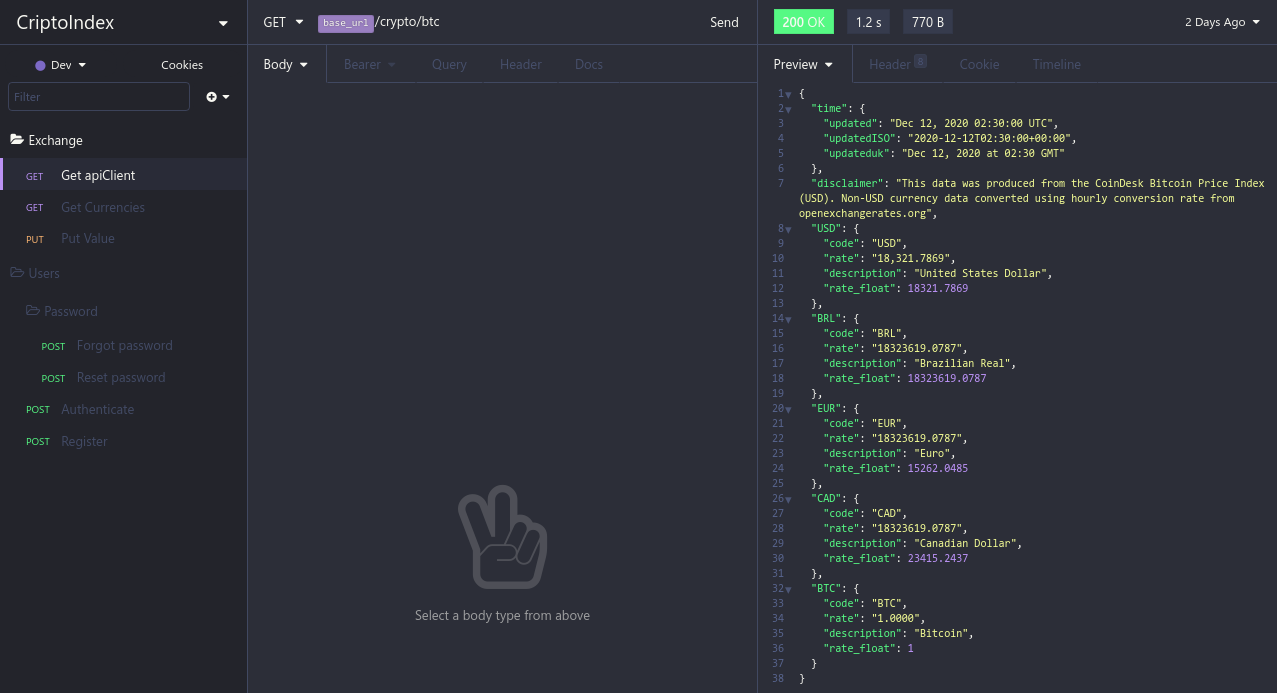 CriptoIndex
Dev
Cookies
Filter
Exchange
GET Get apiClient
GET Get Currencies
PUT Put Value
Users
Password
POST Forgot password
POST Reset password
POST Authenticate
POST Register
GET base_url/crypto/btc Send
Body Bearer Query Header Docs
Select a body type from above
200 OK 1.2 s 770 B 2 Days Ago
Preview Header 8 Cookie Timeline
1 {
2 "time": {
3 "updated": "Dec 12, 2020 02:30:00 UTC",
4 "updatedISO": "2020-12-12T02:30:00+00:00",
5 "updateduk": "Dec 12, 2020 at 02:30 GMT"
6 },
7 "disclaimer": "This data was produced from the CoinDesk Bitcoin Price Index
(USD). Non-USD currency data converted using hourly conversion rate from
openexchangerates.org",
8 "USD": {
9 "code": "USD",
10 "rate": "18,321.7869",
11 "description": "United States Dollar",
12 "rate_float": 18321.7869
13 },
14 "BRL": {
15 "code": "BRL",
16 "rate": "18323619.0787",
17 "description": "Brazilian Real",
18 "rate_float": 18323619.0787
19 },
20 "EUR": {
21 "code": "EUR",
22 "rate": "18323619.0787",
23 "description": "Euro",
24 "rate_float": 15262.0485
25 },
26 "CAD": {
27 "code": "CAD",
28 "rate": "18323619.0787",
29 "description": "Canadian Dollar",
30 "rate_float": 23415.2437
31 },
32 "BTC": {
33 "code": "BTC",
34 "rate": "1.0000",
35 "description": "Bitcoin",
36 "rate_float": 1
37 }
38 }